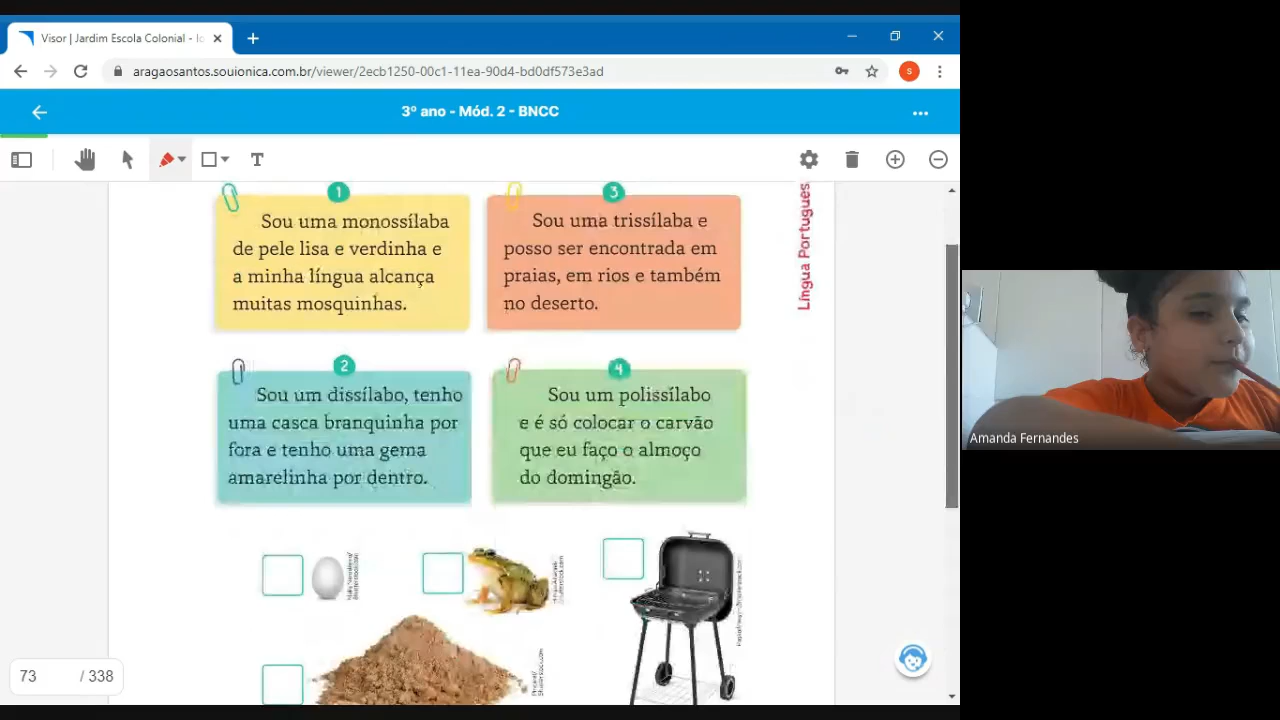 Visor | Jardim Escola Colonial - Io
aragaosantos.souionica.com.br/viewer/2ecb1250-00c1-11ea-90d4-bd0df573e3ad
S
3º ano - Mód. 2 - BNCC
T
1
Sou uma monossílaba
de pele lisa e verdinha e
a minha língua alcança
muitas mosquinhas.
3
Sou uma trissílaba e
posso ser encontrada em
praias, em rios e também
no deserto.
Língua Portugues
2
Sou um dissílabo, tenho
uma casca branquinha por
fora e tenho uma gema
amarelinha por dentro.
4
Sou um polissílabo
e é só colocar o carvão
que eu faço o almoço
do domingão.
73 / 338
Amanda Fernandes